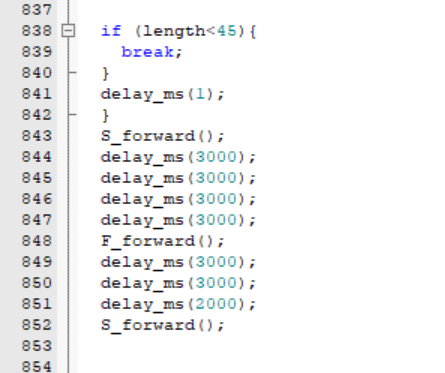 837
838 if (length<45){
839 break;
840 }
841 delay_ms(1);
842 }
843 S_forward();
844 delay_ms(3000);
845 delay_ms(3000);
846 delay_ms(3000);
847 delay_ms(3000);
848 F_forward();
849 delay_ms(3000);
850 delay_ms(3000);
851 delay_ms(2000);
852 S_forward();
853
854